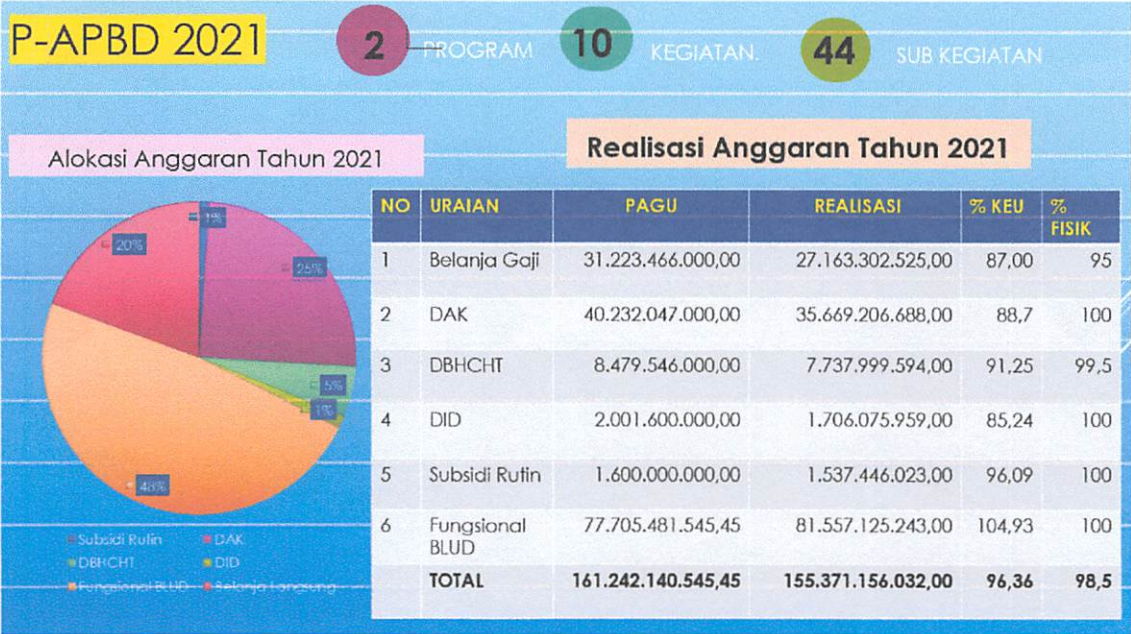 P-APBD 2021
2 PROGRAM
10 KEGIATAN.
44 SUB KEGIATAN
Alokasi Anggaran Tahun 2021
1%
20%
25%
5%
1%
48%
Subsidi Rutin DAK
DBHCHT DID
Fungsional BLUD Belanja Langsung
Realisasi Anggaran Tahun 2021
NO URAIAN PAGU REALISASI % KEU % FISIK
1 Belanja Gaji 31.223.466.000,00 27.163.302.525,00 87,00 95
2 DAK 40.232.047.000,00 35.669.206.688,00 88,7 100
3 DBHCHT 8.479.546.000,00 7.737.999.594,00 91,25 99,5
4 DID 2.001.600.000,00 1.706.075.959,00 85,24 100
5 Subsidi Rutin 1.600.000.000,00 1.537.446.023,00 96,09 100
6 Fungsional BLUD 77.705.481.545,45 81.557.125.243,00 104,93 100
TOTAL 161.242.140.545,45 155.371.156.032,00 96,36 98,5